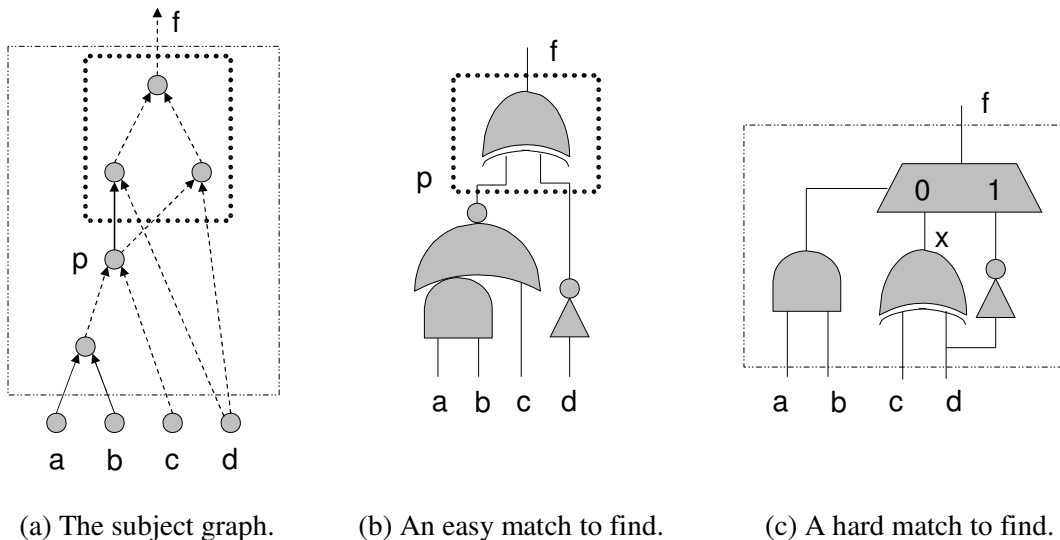 f
p
a b c d
(a) The subject graph.
f
p
a b c d
(b) An easy match to find.
f
0 1
x
a b c d
(c) A hard match to find.